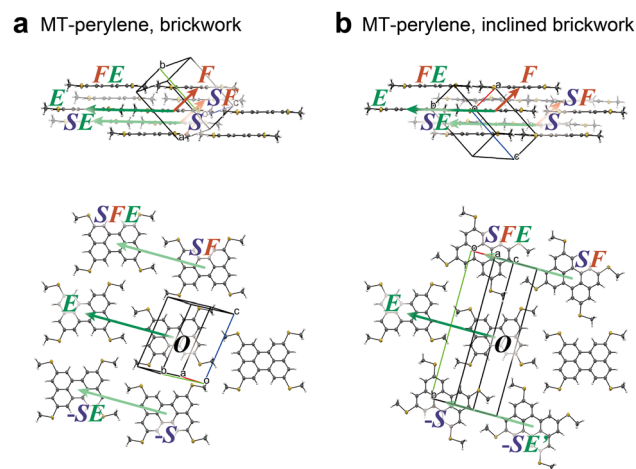 a MT-perylene, brickwork
b
FE F
E SF
c
SE S
a
SFE
SF
E
c
O
b a o
-SE
-S
b MT-perylene, inclined brickwork
FE a F
E b SF
SE S
c
SFE
o a c SF
E
O
b
-S
-SE'